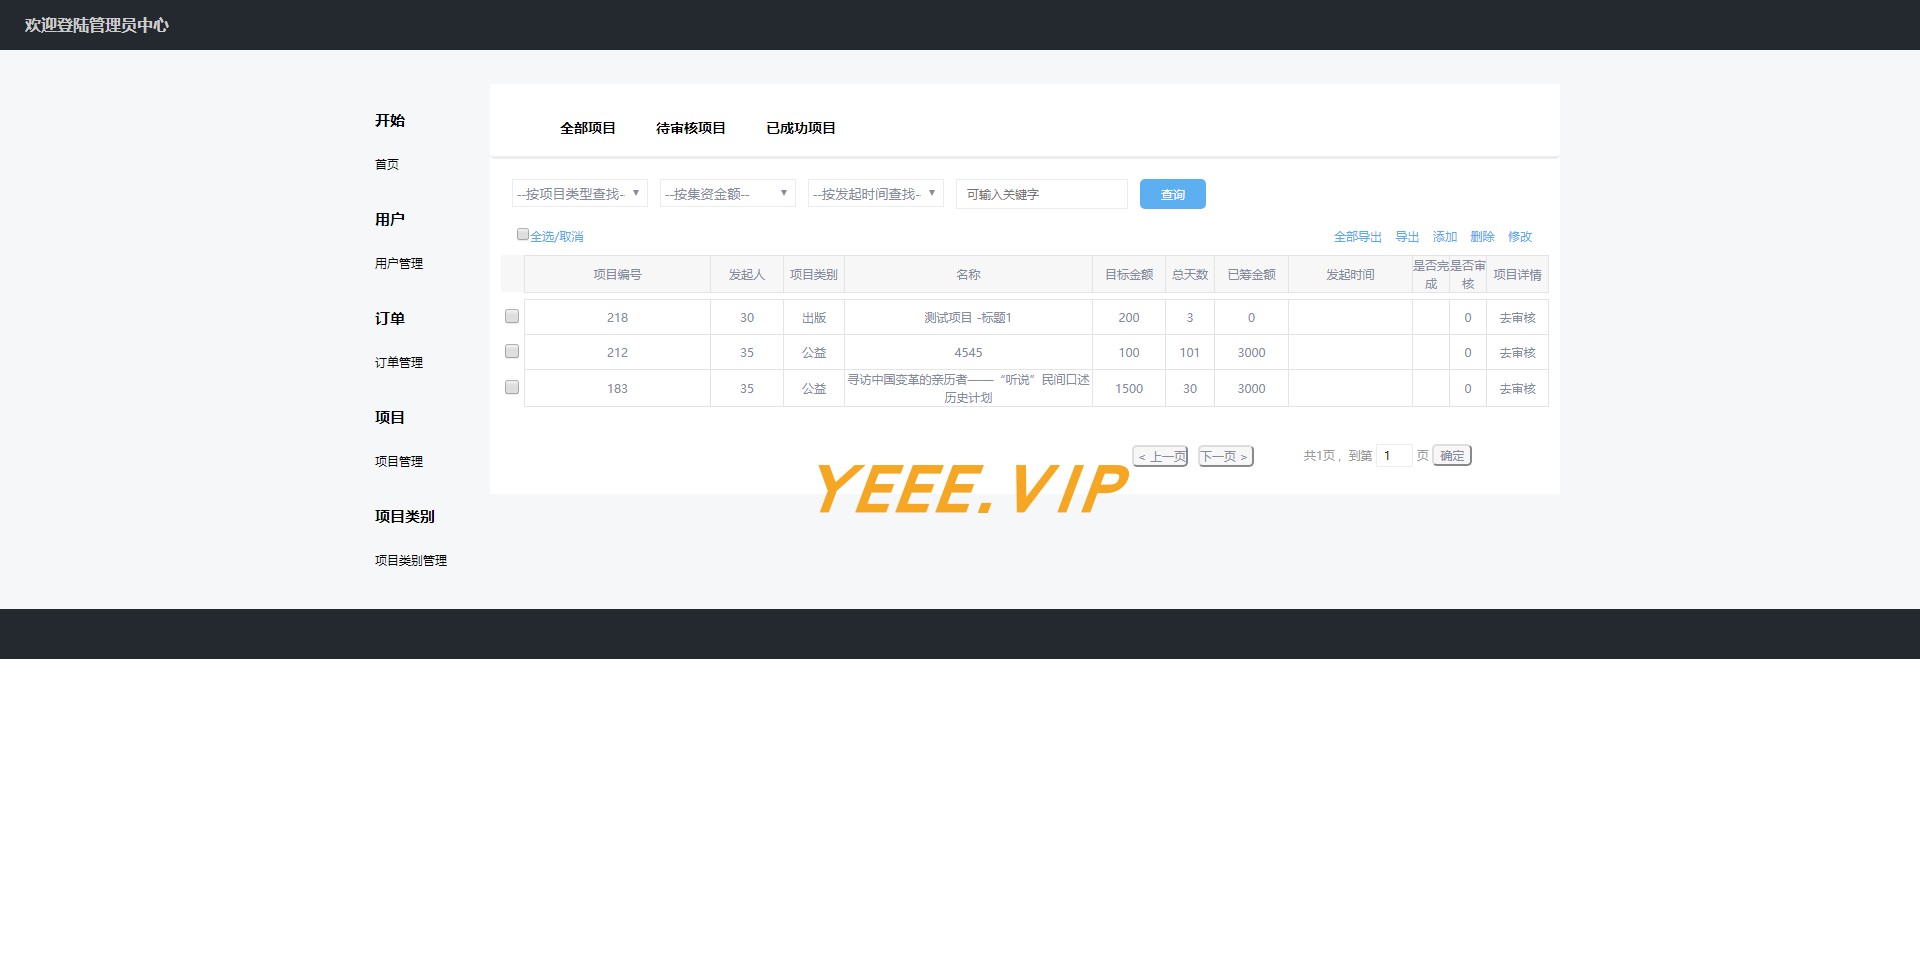 欢迎登陆管理员中心
开始
首页
用户
用户管理
订单
订单管理
项目
项目管理
项目类别
项目类别管理
全部项目 待审核项目 已成功项目
--按项目类型查找- --按集资金额-- --按发起时间查找- 可输入关键字 查询
全选/取消 全部导出 导出 添加 删除 修改
项目编号 发起人 项目类别 名称 目标金额 总天数 已筹金额 发起时间 是否完成 是否审核 项目详情
218 30 出版 测试项目 -标题1 200 3 0 0 去审核
212 35 公益 4545 100 101 3000 0 去审核
183 35 公益 寻访中国变革的亲历者——“听说”民间口述历史计划 1500 30 3000 0 去审核
< 上一页 下一页 > 共1页，到第 1 页 确定
YEEE.VIP